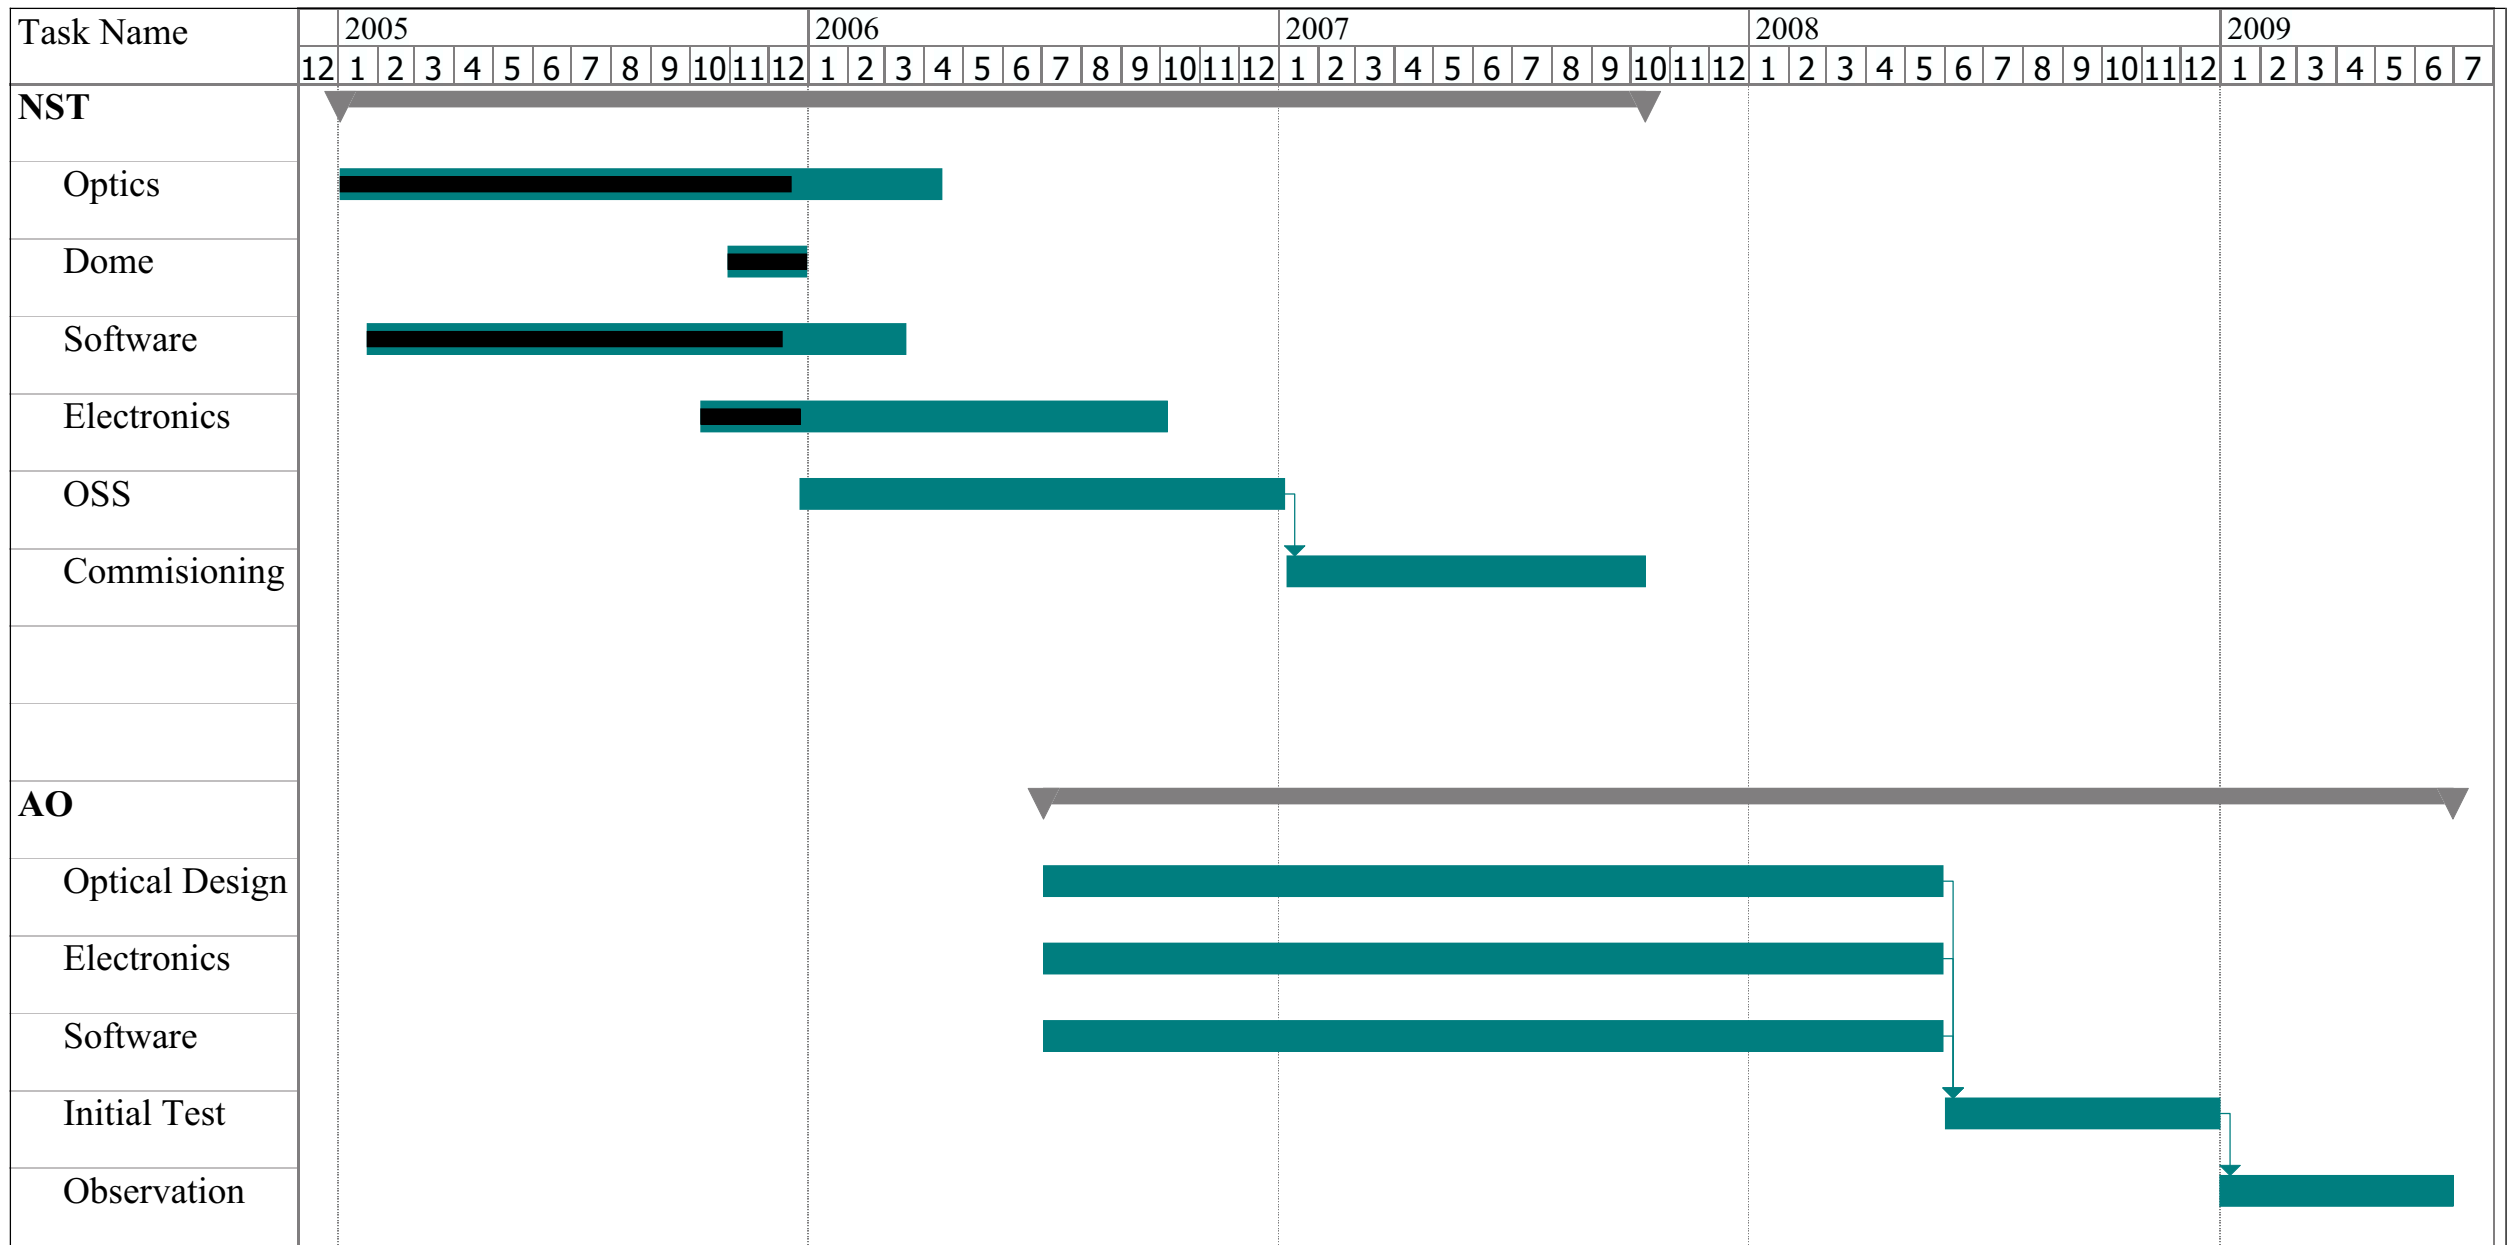 Task Name
2005 2006 2007 2008 2009
12 1 2 3 4 5 6 7 8 9 10 11 12 1 2 3 4 5 6 7 8 9 10 11 12 1 2 3 4 5 6 7 8 9 10 11 12 1 2 3 4 5 6 7 8 9 10 11 12 1 2 3 4 5 6 7
NST
Optics
Dome
Software
Electronics
OSS
Commisioning
AO
Optical Design
Electronics
Software
Initial Test
Observation